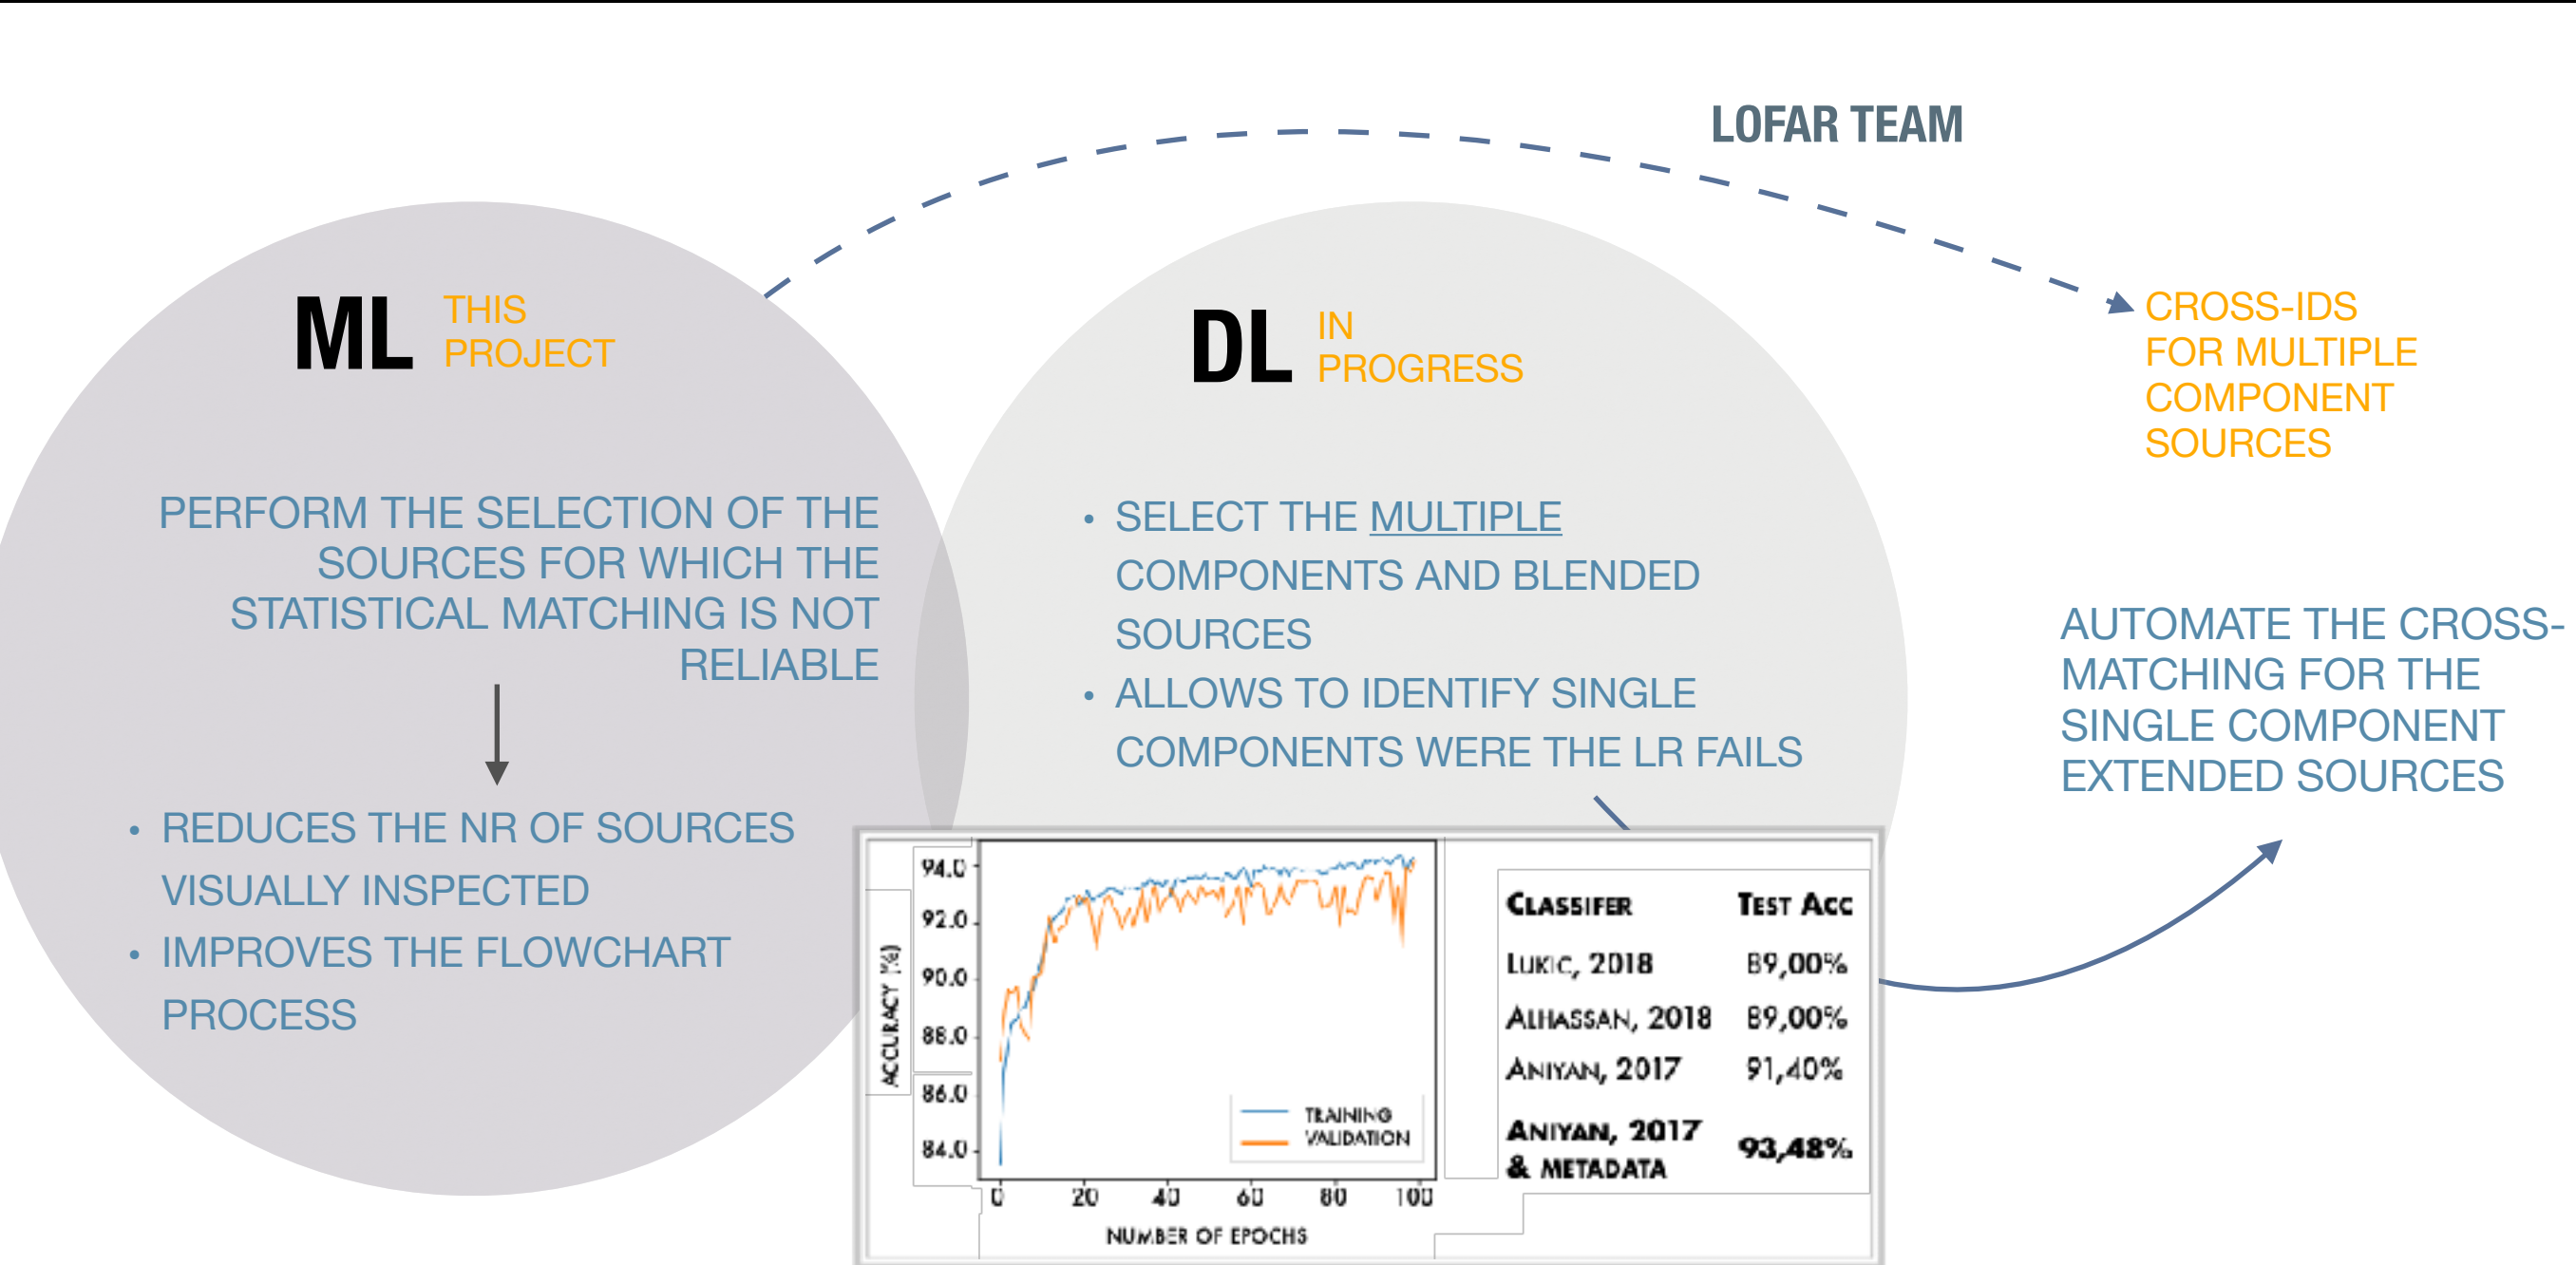 LOFAR TEAM
ML
THIS
PROJECT
PERFORM THE SELECTION OF THE
SOURCES FOR WHICH THE
STATISTICAL MATCHING IS NOT
RELIABLE
• REDUCES THE NR OF SOURCES
VISUALLY INSPECTED
• IMPROVES THE FLOWCHART
PROCESS
DL
IN
PROGRESS
• SELECT THE MULTIPLE
COMPONENTS AND BLENDED
SOURCES
• ALLOWS TO IDENTIFY SINGLE
COMPONENTS WERE THE LR FAILS
CROSS-IDS
FOR MULTIPLE
COMPONENT
SOURCES
AUTOMATE THE CROSS-
MATCHING FOR THE
SINGLE COMPONENT
EXTENDED SOURCES
ACCURACY (%)
94.0
92.0
90.0
88.0
86.0
84.0
TRAINING
VALIDATION
0 20 40 60 80 100
NUMBER OF EPOCHS
CLASSIFER TEST ACC
LUKIC, 2018 89,00%
ALHASSAN, 2018 89,00%
ANIYAN, 2017 91,40%
ANIYAN, 2017
& METADATA 93,48%